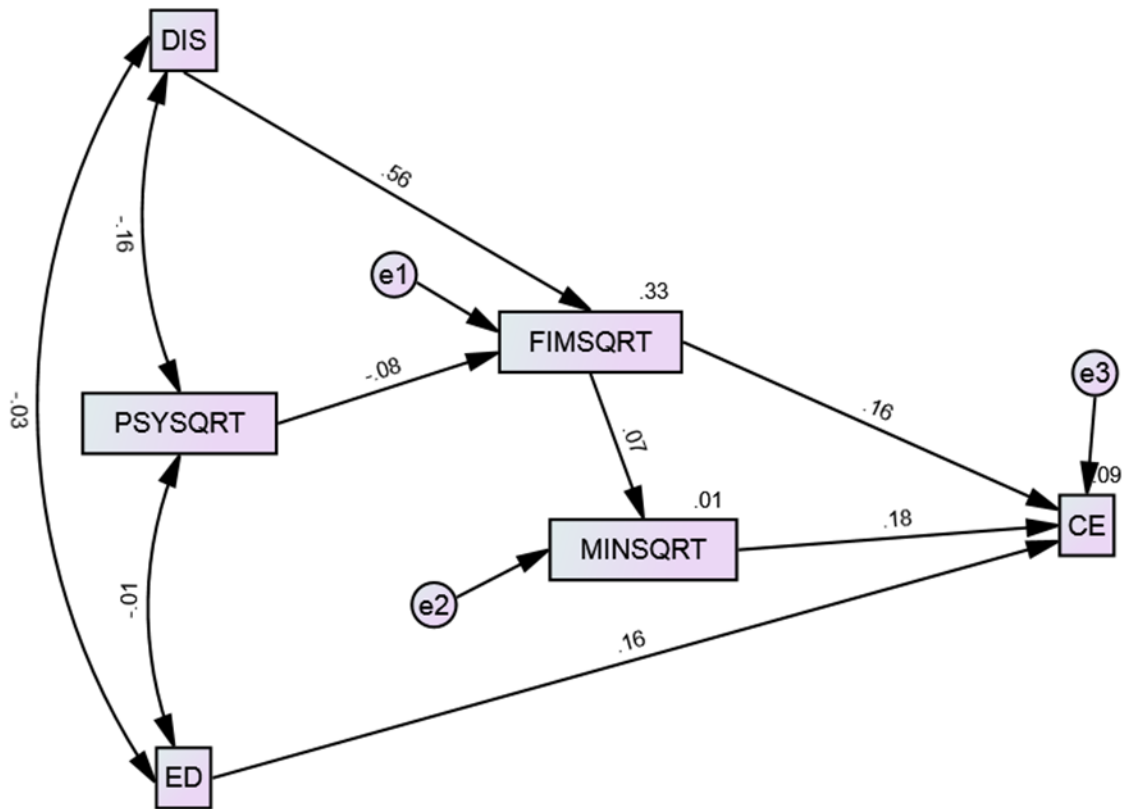 DIS
.56
-.16
e1
.33
FIMSQRT
-.08
e3
PSYSQRT
-.03
.16
.07
.09
CE
.01
.18
MINSQRT
e2
-.01
.16
ED